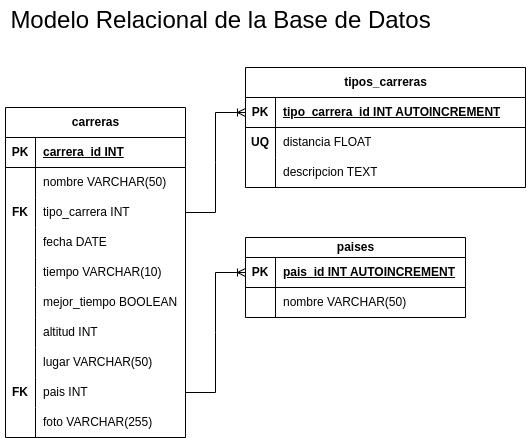 Modelo Relacional de la Base de Datos
tipos_carreras
PK tipo_carrera_id INT AUTOINCREMENT
UQ distancia FLOAT
descripcion TEXT
carreras
PK carrera_id INT
nombre VARCHAR(50)
FK tipo_carrera INT
fecha DATE
tiempo VARCHAR(10)
mejor_tiempo BOOLEAN
altitud INT
lugar VARCHAR(50)
FK pais INT
foto VARCHAR(255)
paises
PK pais_id INT AUTOINCREMENT
nombre VARCHAR(50)